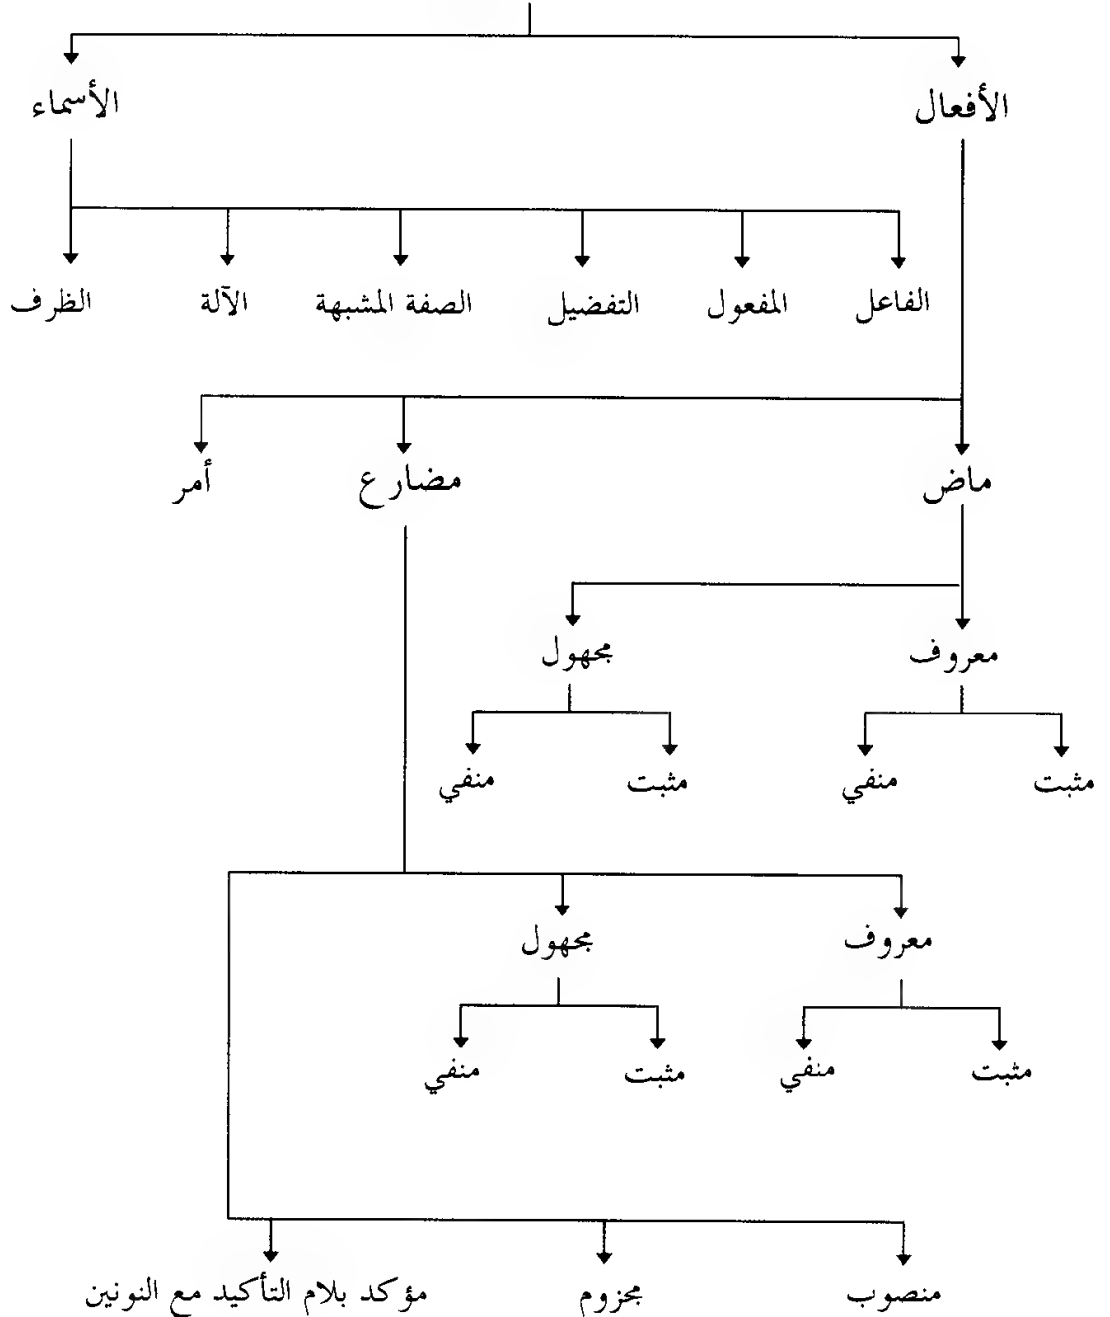 الأفعال الأسماء
الفاعل المفعول التفضيل الصفة المشبهة الآلة الظرف
ماض مضارع أمر
معروف مجهول
مثبت منفي مثبت منفي
معروف مجهول
مثبت منفي مثبت منفي
منصوب مجزوم مؤكد بلام التأكيد مع النونين